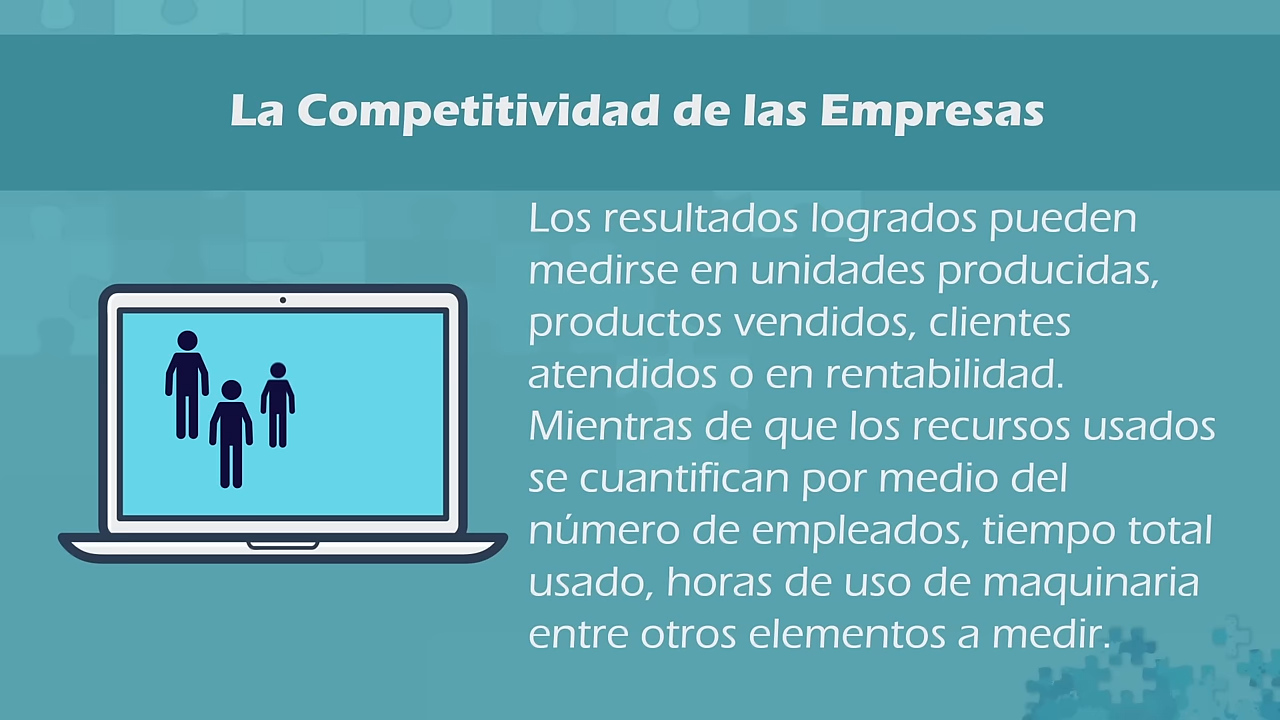 La Competitividad de las Empresas
Los resultados logrados pueden
medirse en unidades producidas,
productos vendidos, clientes
atendidos o en rentabilidad.
Mientras de que los recursos usados
se cuantifican por medio del
número de empleados, tiempo total
usado, horas de uso de maquinaria
entre otros elementos a medir.